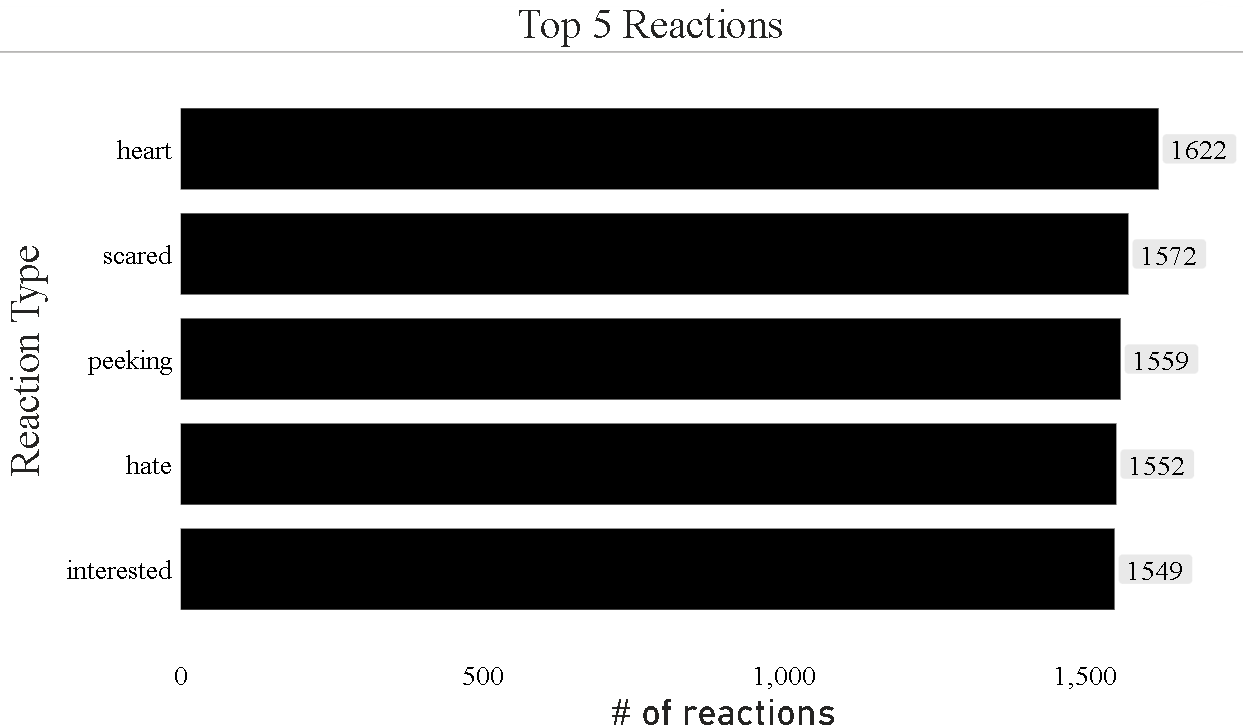 Top 5 Reactions
Reaction Type
heart 1622
scared 1572
peeking 1559
hate 1552
interested 1549
0 500 1,000 1,500
# of reactions